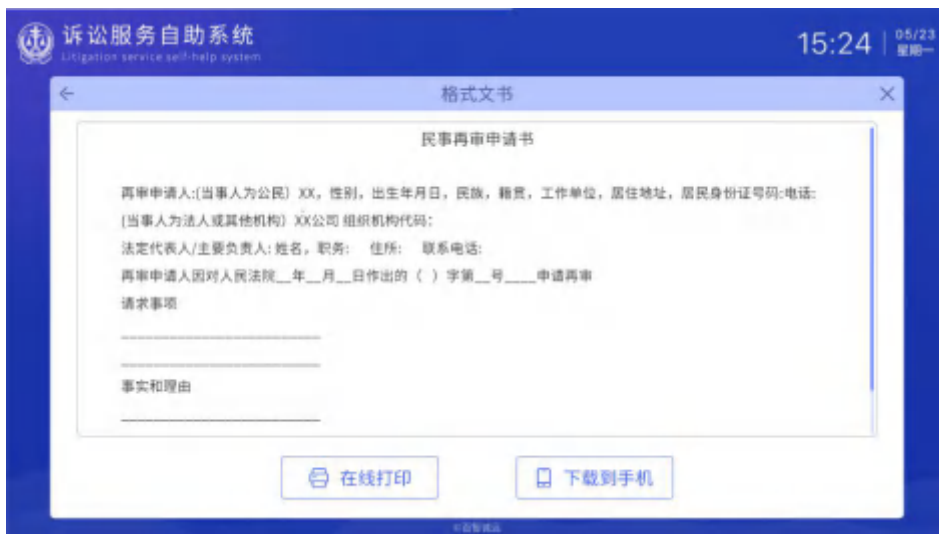 诉讼服务自助系统
Litigation service self-help system
15:24
05/23
星期一
格式文书
民事再审申请书
再审申请人:(当事人为公民) XX，性别，出生年月日，民族，籍贯，工作单位，居住地址，居民身份证号码:电话:
(当事人为法人或其他机构) XX公司 组织机构代码:
法定代表人/主要负责人: 姓名，职务: 住所: 联系电话:
再审申请人因对人民法院__年__月__日作出的 ( ) 字第__号____申请再审
请求事项
事实和理由
在线打印
下载到手机